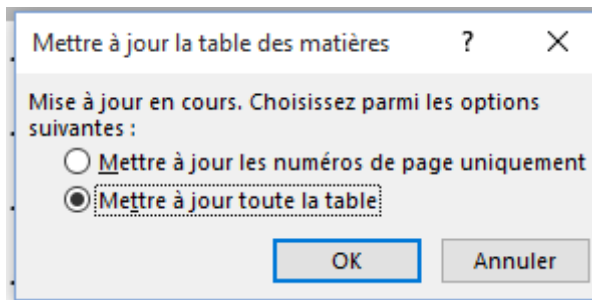 Mettre à jour la table des matières ? ×
Mise à jour en cours. Choisissez parmi les options
suivantes :
Mettre à jour les numéros de page uniquement
Mettre à jour toute la table
OK Annuler